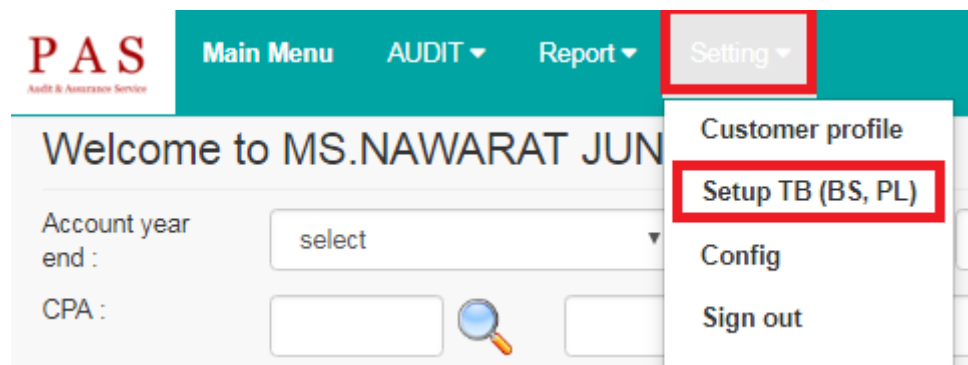 PAS
Audit & Assurance Service
Main Menu AUDIT Report Setting
Customer profile
Setup TB (BS, PL)
Config
Sign out
Welcome to MS.NAWARAT JUN
Account year
end :
select
CPA :